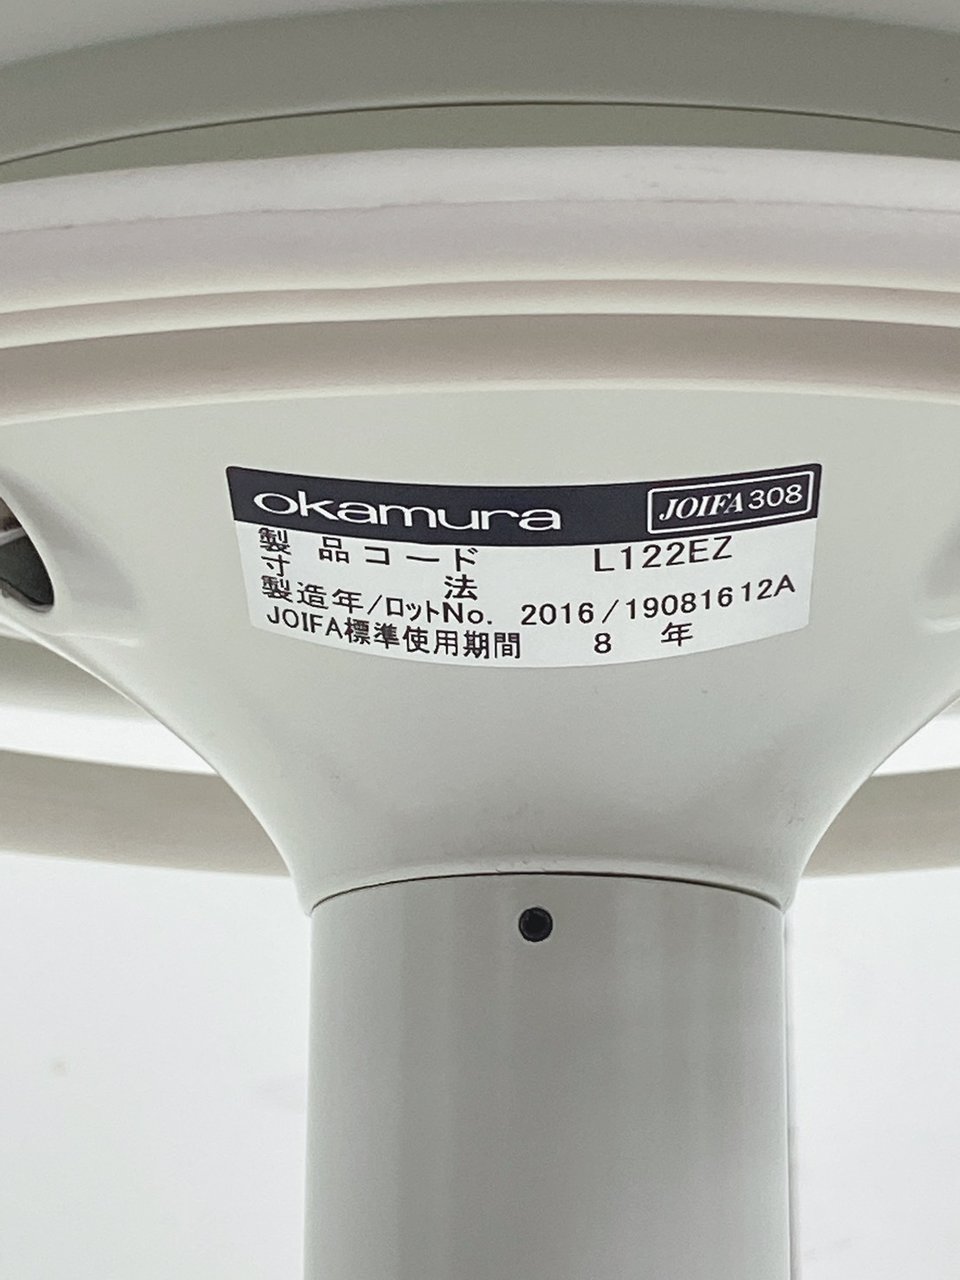 okamura JOIFA308
製品コード L122EZ
寸法
製造年/ロットNo. 2016/19081612A
JOIFA標準使用期間 8年